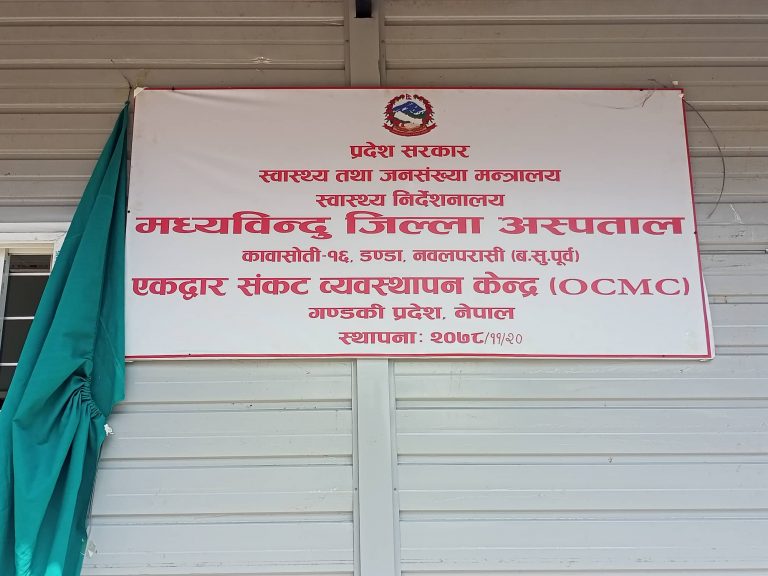 प्रदेश सरकार
स्वास्थ्य तथा जनसंख्या मन्त्रालय
स्वास्थ्य निर्देशनालय
मध्यविन्दु जिल्ला अस्पताल
कावासोती-१६, डण्डा, नवलपरासी (ब.सु.पूर्व)
एकद्वार संकट व्यवस्थापन केन्द्र (OCMC)
गण्डकी प्रदेश, नेपाल
स्थापना: २०७८/११/२०